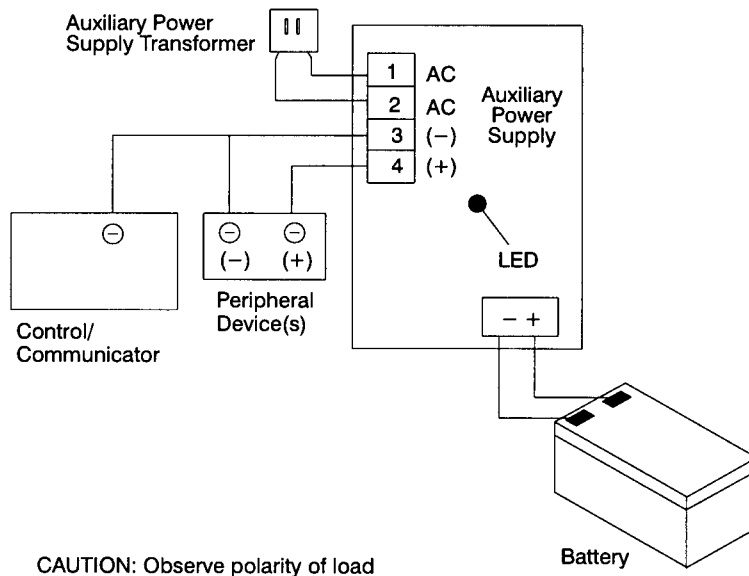 Auxiliary Power
Supply Transformer
1 AC
2 AC
3 (−)
4 (+)
Auxiliary
Power
Supply
LED
(−) (+)
Peripheral
Device(s)
Control/
Communicator
− +
Battery
CAUTION: Observe polarity of load